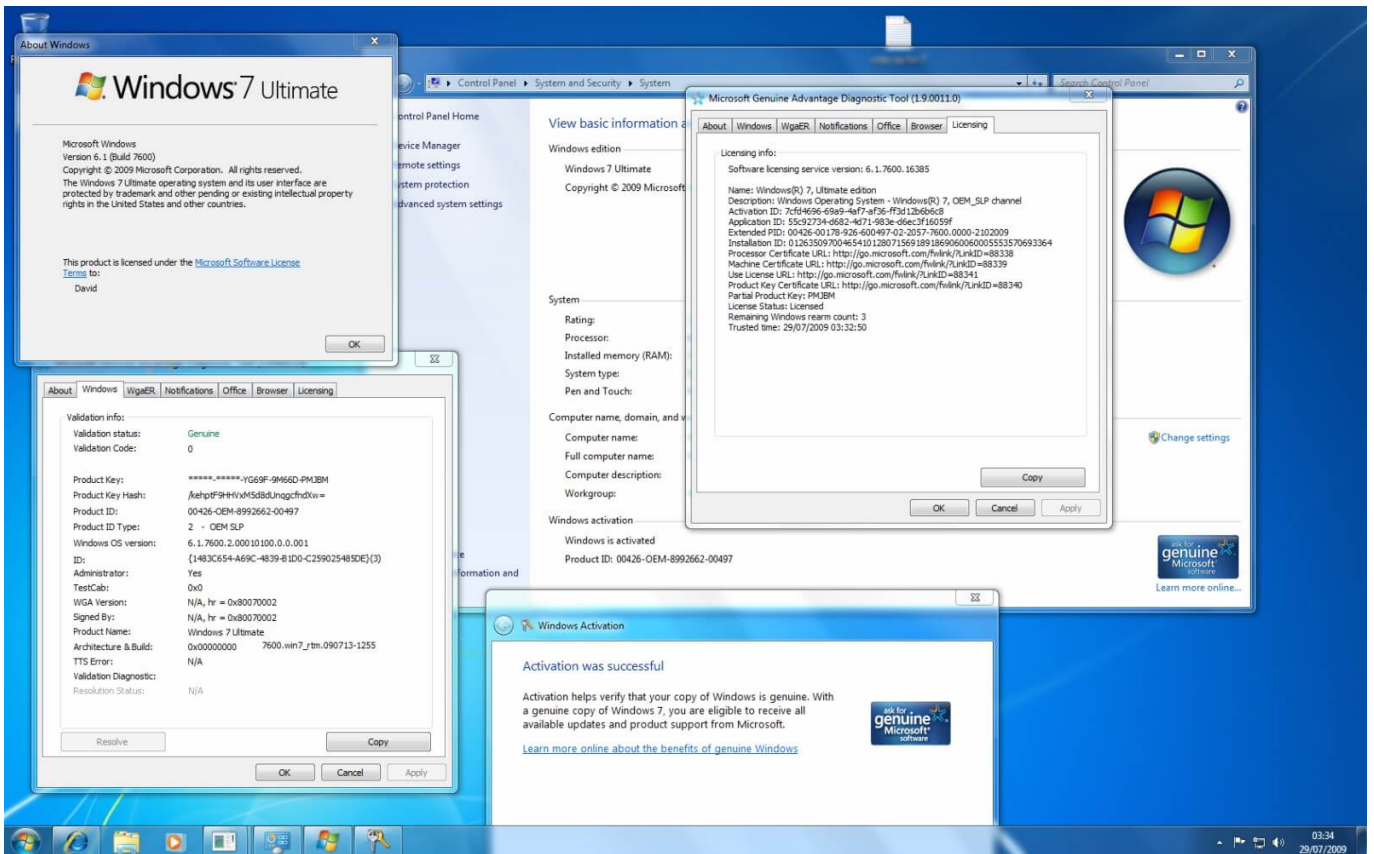 About Windows
Windows 7 Ultimate
Microsoft Windows
Version 6.1 (Build 7600)
Copyright © 2009 Microsoft Corporation. All rights reserved.
The Windows 7 Ultimate operating system and its user interface are
protected by trademark and other pending or existing intellectual property
rights in the United States and other countries.
This product is licensed under the Microsoft Software License
Terms to:
David
OK
Control Panel ▸ System and Security ▸ System
Search Control Panel
ontrol Panel Home
evice Manager
emote settings
stem protection
dvanced system settings
formation and
View basic information a
Windows edition
Windows 7 Ultimate
Copyright © 2009 Microsoft
System
Rating:
Processor:
Installed memory (RAM):
System type:
Pen and Touch:
Computer name, domain, and w
Computer name:
Full computer name:
Computer description:
Workgroup:
Change settings
Windows activation
Windows is activated
Product ID: 00426-OEM-8992662-00497
ask for
genuine
Microsoft
software
Learn more online...
Microsoft Genuine Advantage Diagnostic Tool (1.9.0011.0)
About Windows WgaER Notifications Office Browser Licensing
Licensing info:
Software licensing service version: 6.1.7600.16385
Name: Windows(R) 7, Ultimate edition
Description: Windows Operating System - Windows(R) 7, OEM_SLP channel
Activation ID: 7cfd4696-69a9-4af7-af36-ff3d12b6b6c8
Application ID: 55c92734-d682-4d71-983e-d6ec3f16059f
Extended PID: 00426-00178-926-600497-02-2057-7600.0000-2102009
Installation ID: 012635097004654101280715691891869060060005553570693364
Processor Certificate URL: http://go.microsoft.com/fwlink/?LinkID=88338
Machine Certificate URL: http://go.microsoft.com/fwlink/?LinkID=88339
Use License URL: http://go.microsoft.com/fwlink/?LinkID=88341
Product Key Certificate URL: http://go.microsoft.com/fwlink/?LinkID=88340
Partial Product Key: PMJBM
License Status: Licensed
Remaining Windows rearm count: 3
Trusted time: 29/07/2009 03:32:50
Copy
OK Cancel Apply
About Windows WgaER Notifications Office Browser Licensing
Validation info:
Validation status: Genuine
Validation Code: 0
Product Key: *****-*****-YG69F-9M66D-PMJBM
Product Key Hash: /kehptF9HHVxM5d8dUnqgcfndXw=
Product ID: 00426-OEM-8992662-00497
Product ID Type: 2 - OEM SLP
Windows OS version: 6.1.7600.2.00010100.0.0.001
ID: {1483C654-A69C-4839-B1D0-C259025485DE}(3)
Administrator: Yes
TestCab: 0x0
WGA Version: N/A, hr = 0x80070002
Signed By: N/A, hr = 0x80070002
Product Name: Windows 7 Ultimate
Architecture & Build: 0x00000000 7600.win7_rtm.090713-1255
TTS Error: N/A
Validation Diagnostic:
Resolution Status: N/A
Resolve Copy
OK Cancel Apply
Windows Activation
Activation was successful
Activation helps verify that your copy of Windows is genuine. With
a genuine copy of Windows 7, you are eligible to receive all
available updates and product support from Microsoft.
Learn more online about the benefits of genuine Windows
ask for
genuine
Microsoft
software
03:34
29/07/2009